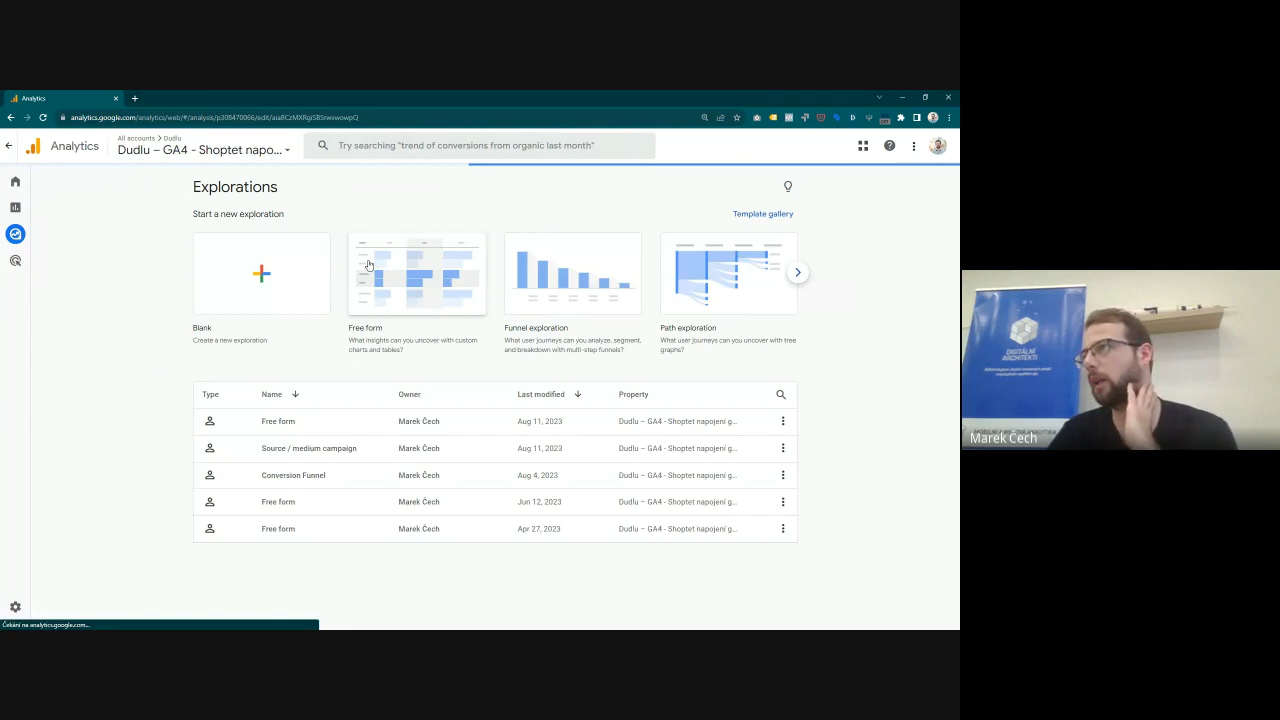 Analytics
analytics.google.com/analytics/web/#/analysis/p308470066/edit/aia8CzMXRgiSBSrwxwowpQ
All accounts > Dudlu
Analytics
Dudlu – GA4 - Shoptet napo...
Try searching "trend of conversions from organic last month"
Explorations
Start a new exploration
Template gallery
Blank
Create a new exploration
Free form
What insights can you uncover with custom
charts and tables?
Funnel exploration
What user journeys can you analyze, segment,
and breakdown with multi-step funnels?
Path exploration
What user journeys can you uncover with tree
graphs?
Type Name Owner Last modified Property
Free form Marek Čech Aug 11, 2023 Dudlu – GA4 - Shoptet napojení g...
Source / medium campaign Marek Čech Aug 11, 2023 Dudlu – GA4 - Shoptet napojení g...
Conversion Funnel Marek Čech Aug 4, 2023 Dudlu – GA4 - Shoptet napojení g...
Free form Marek Čech Jun 12, 2023 Dudlu – GA4 - Shoptet napojení g...
Free form Marek Čech Apr 27, 2023 Dudlu – GA4 - Shoptet napojení g...
Čekání na analytics.google.com...
DIGITÁLNÍ
ARCHITEKTI
Marek Čech